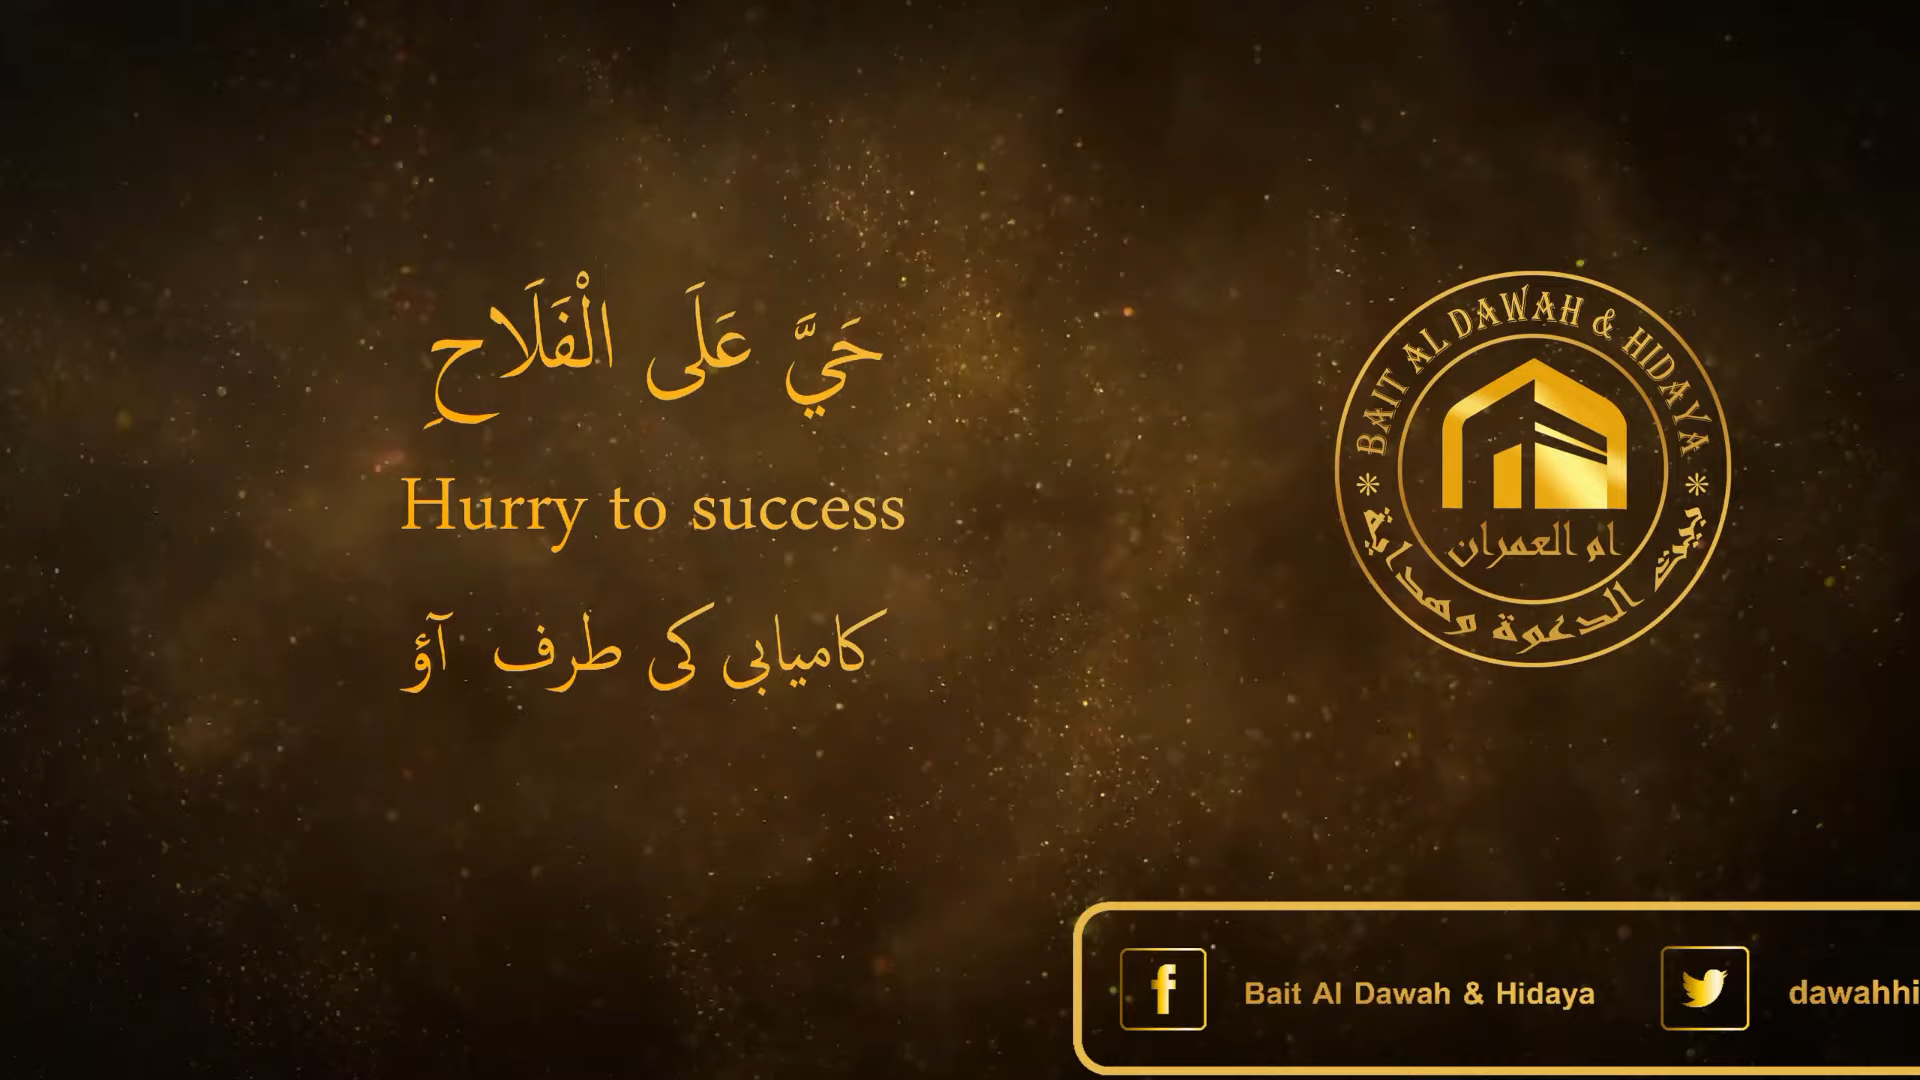 حَيَّ عَلَى الْفَلَاحِ
Hurry to success
کامیابی کی طرف آؤ
BAIT AL DAWAH & HIDAYA
ام العمران
بيت الدعوة وهداية
Bait Al Dawah & Hidaya
dawahhi